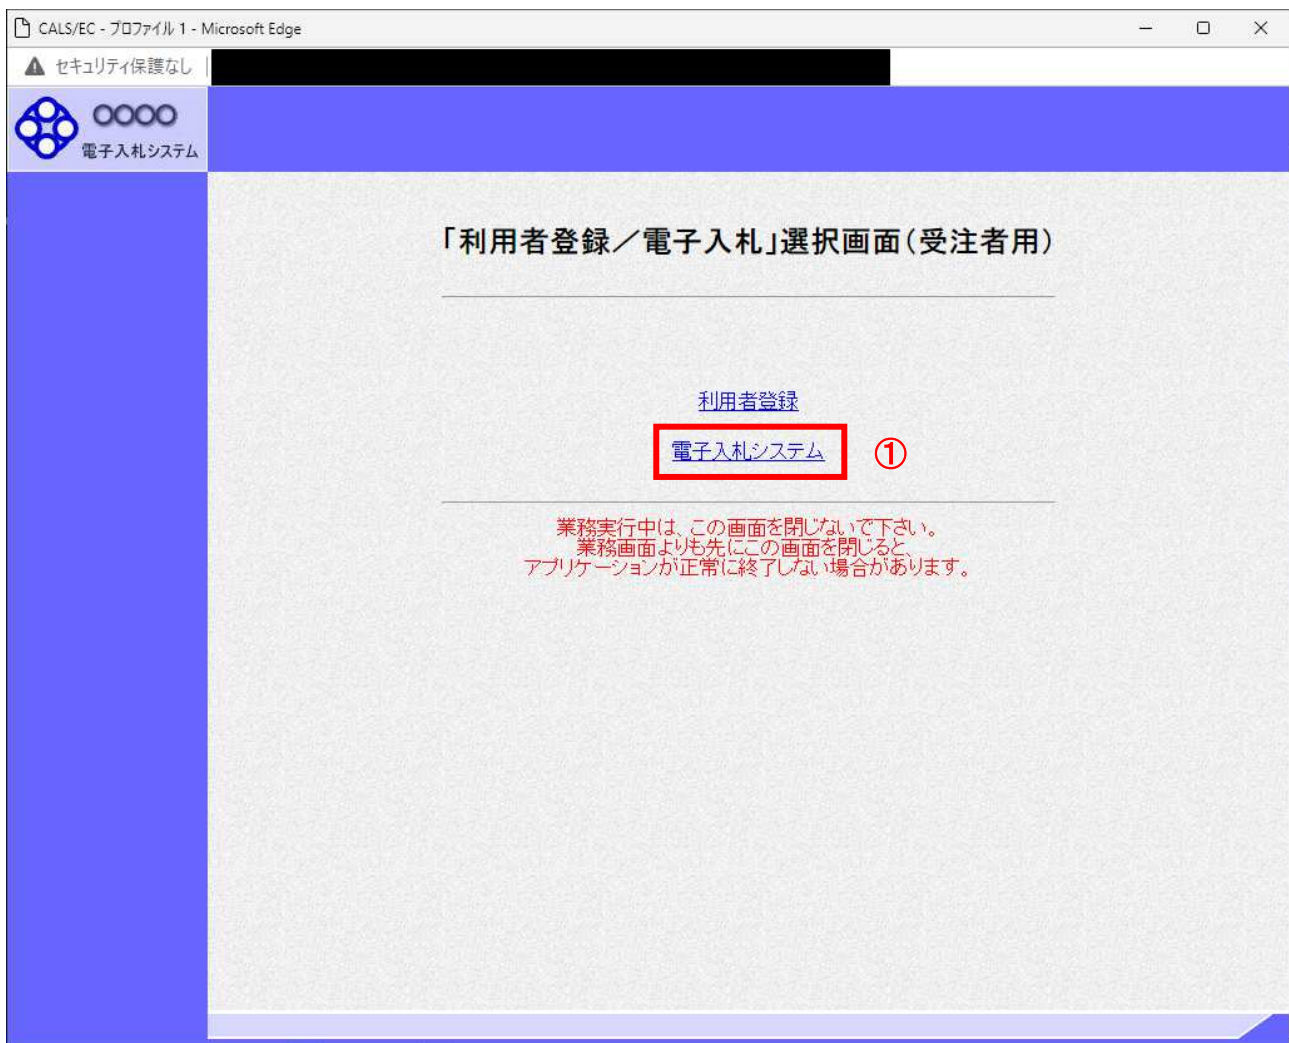 CALS/EC - プロファイル 1 - Microsoft Edge
セキュリティ保護なし
○○○○
電子入札システム
「利用者登録／電子入札」選択画面（受注者用）
利用者登録
電子入札システム ①
業務実行中は、この画面を閉じないで下さい。
業務画面よりも先にこの画面を閉じると、
アプリケーションが正常に終了しない場合があります。